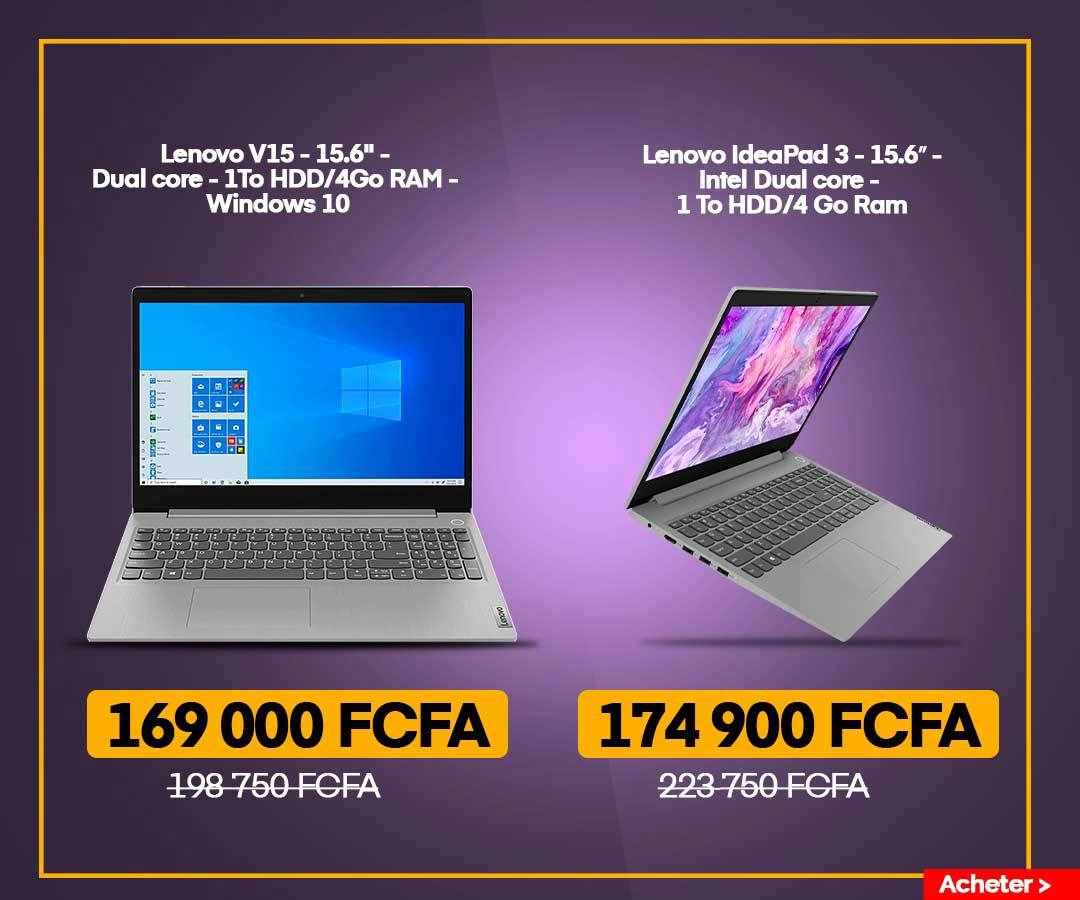 Lenovo V15 - 15.6" -
Dual core - 1To HDD/4Go RAM -
Windows 10
Lenovo IdeaPad 3 - 15.6” -
Intel Dual core -
1 To HDD/4 Go Ram
Lenovo
169 000 FCFA
198 750 FCFA
174 900 FCFA
223 750 FCFA
Acheter >